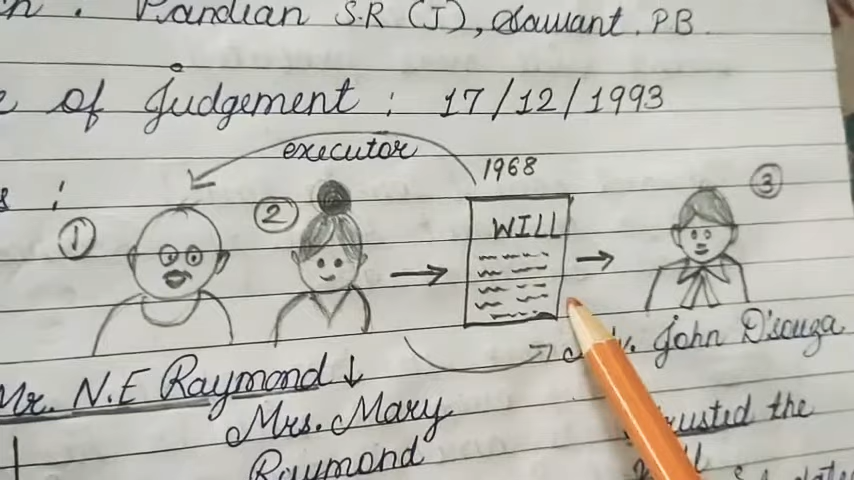 Pandian S.R (J), Sawant. P.B
of judgement : 17/12/1993
executor
1968
:
① ② WILL ③
John D'souza
Mr. N.E Raymond ↓
Mrs. Mary
Raymond
the